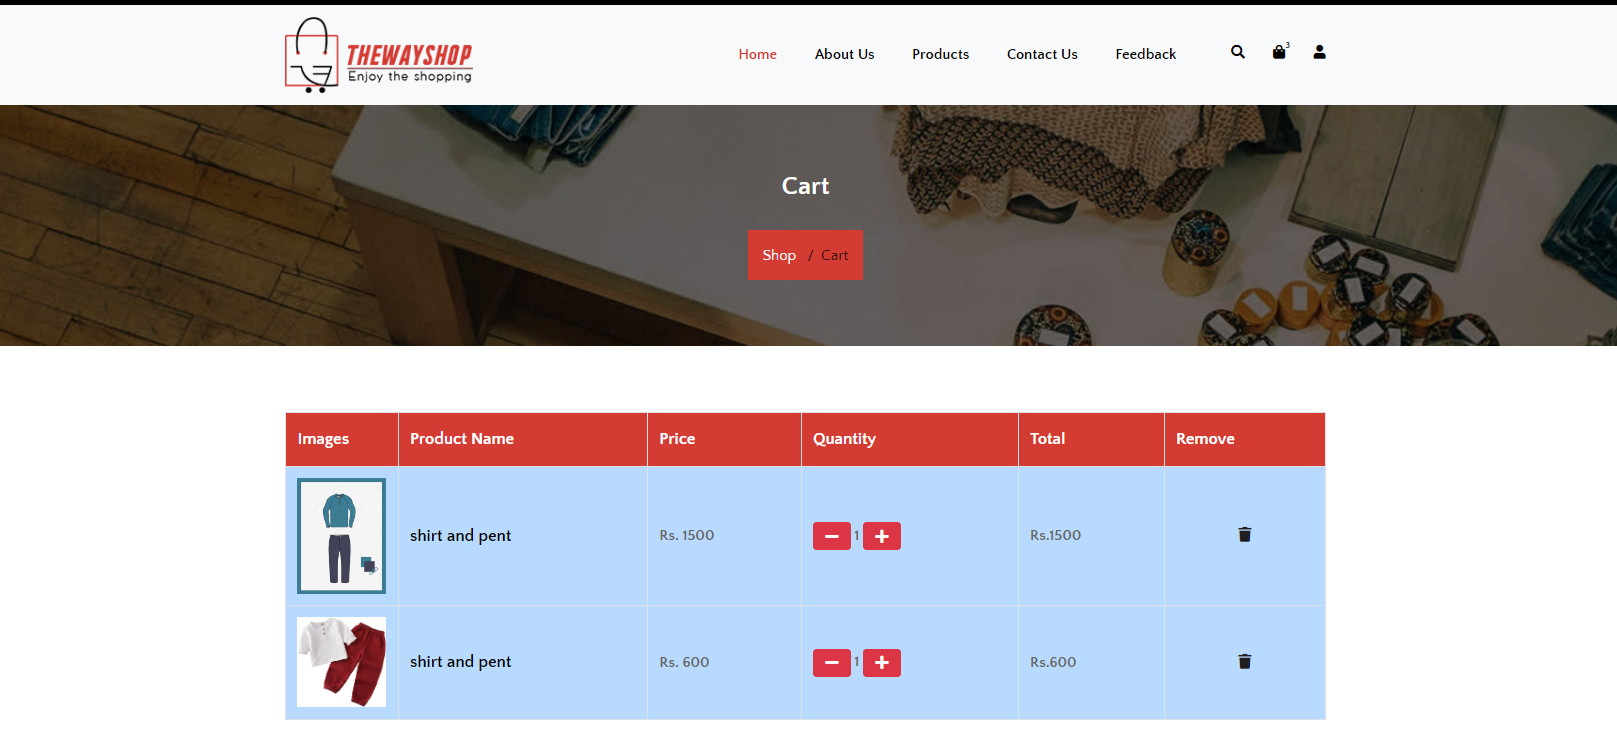 THEWAYSHOP
Enjoy the shopping
Home About Us Products Contact Us Feedback 3
Cart
Shop / Cart
Images Product Name Price Quantity Total Remove
shirt and pent Rs. 1500 1 Rs.1500
shirt and pent Rs. 600 1 Rs.600